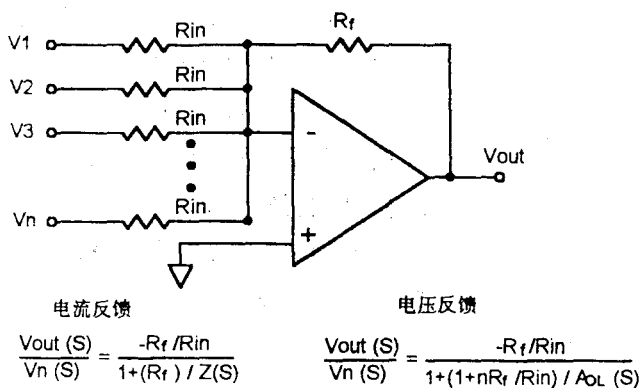 Rin
Rf
V1
Rin
V2
Rin
V3
Rin
Vn
-
+
Vout
电流反馈
Vout (S) / Vn (S) = -Rf/Rin / 1+(Rf) / Z(S)
电压反馈
Vout (S) / Vn (S) = -Rf/Rin / 1+(1+nRf/Rin) / AOL (S)